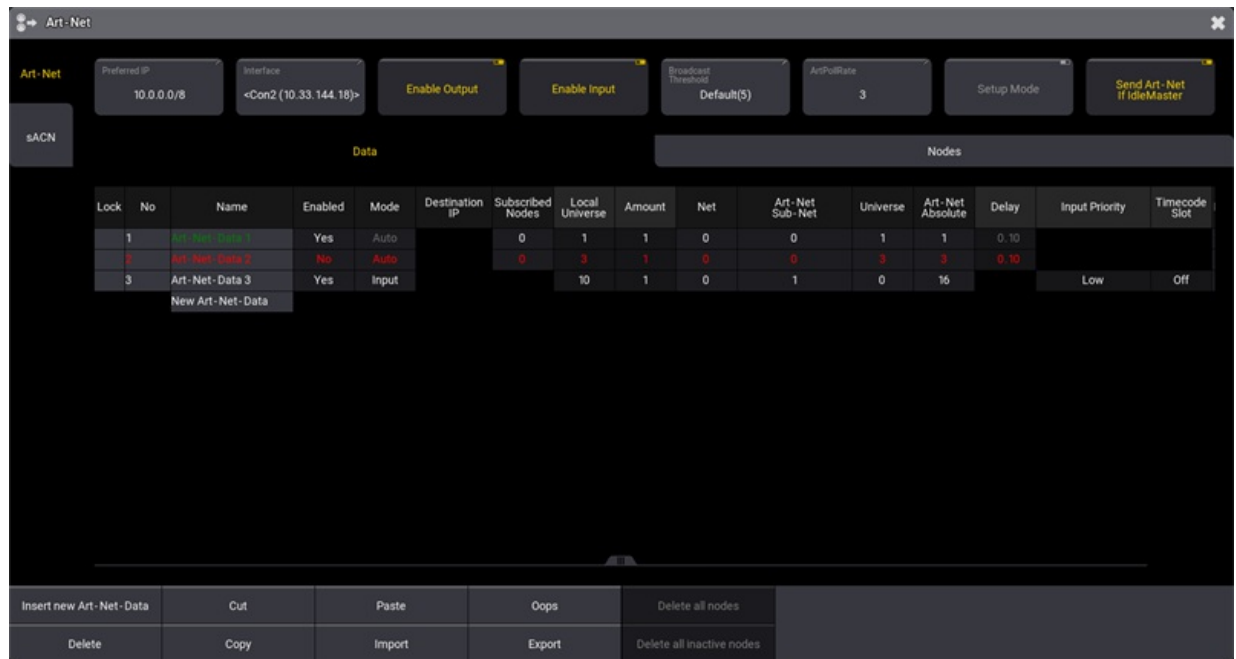 Art-Net
Art-Net
sACN
Preferred IP
10.0.0.0/8
Interface
<Con2 (10.33.144.18)>
Enable Output
Enable Input
Broadcast
Threshold
Default(5)
ArtPollRate
3
Setup Mode
Send Art-Net
If IdleMaster
Data
Nodes
Lock No Name Enabled Mode Destination IP Subscribed Nodes Local Universe Amount Net Art-Net Sub-Net Universe Art-Net Absolute Delay Input Priority Timecode Slot
1 Art-Net-Data 1 Yes Auto 0 1 1 0 0 1 1 0.10
2 Art-Net-Data 2 No Auto 0 3 1 0 0 3 3 0.10
3 Art-Net-Data 3 Yes Input 10 1 0 1 0 16 Low Off
New Art-Net-Data
Insert new Art-Net-Data Cut Paste Oops Delete all nodes
Delete Copy Import Export Delete all inactive nodes